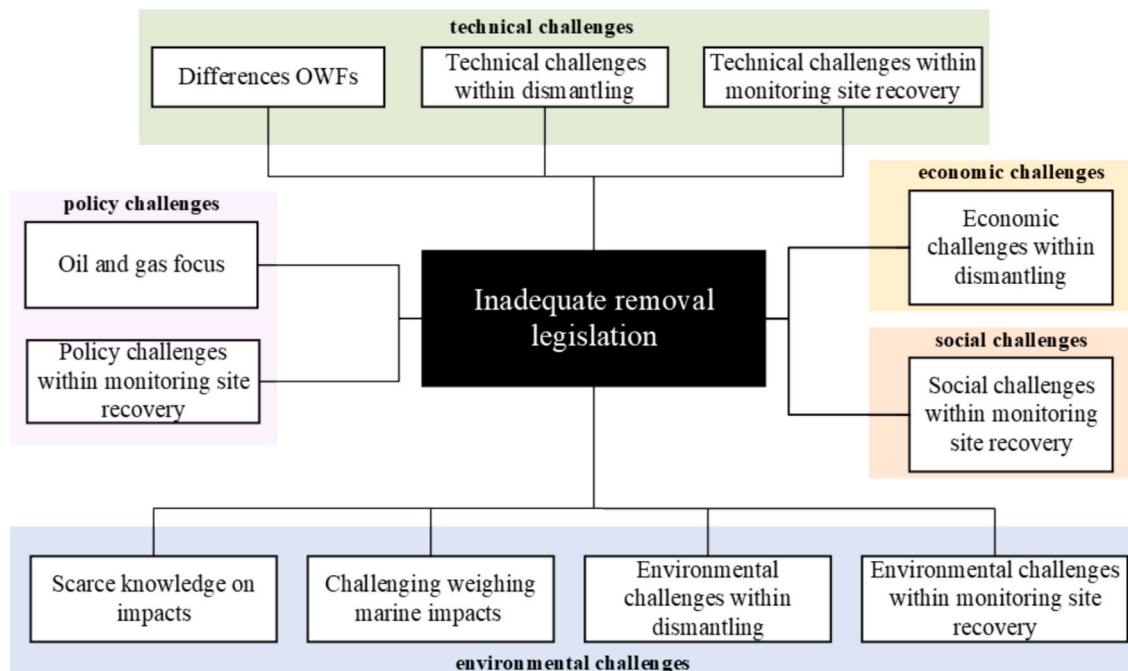 technical challenges
Differences OWFs
Technical challenges
within dismantling
Technical challenges within
monitoring site recovery
policy challenges
Oil and gas focus
Policy challenges
within monitoring site
recovery
Inadequate removal
legislation
economic challenges
Economic
challenges within
dismantling
social challenges
Social challenges
within monitoring
site recovery
Scarce knowledge on
impacts
Challenging weighing
marine impacts
Environmental
challenges within
dismantling
Environmental challenges
within monitoring site
recovery
environmental challenges